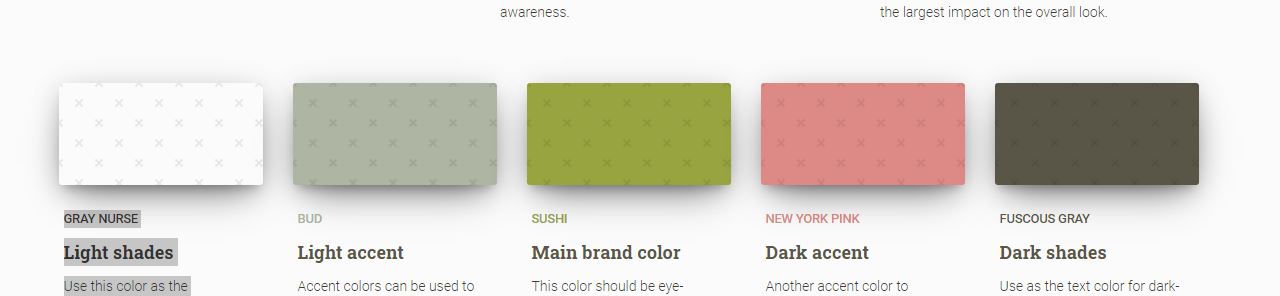 awareness.
the largest impact on the overall look.
GRAY NURSE
Light shades
Use this color as the
BUD
Light accent
Accent colors can be used to
SUSHI
Main brand color
This color should be eye-
NEW YORK PINK
Dark accent
Another accent color to
FUSCOUS GRAY
Dark shades
Use as the text color for dark-